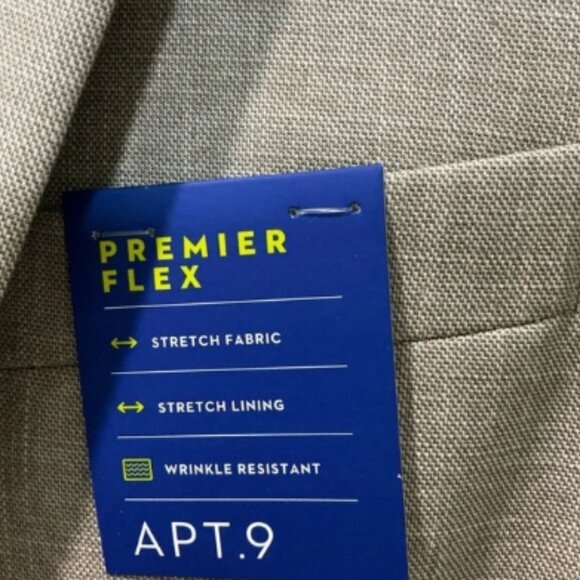 PREMIER
FLEX
STRETCH FABRIC
STRETCH LINING
WRINKLE RESISTANT
APT.9